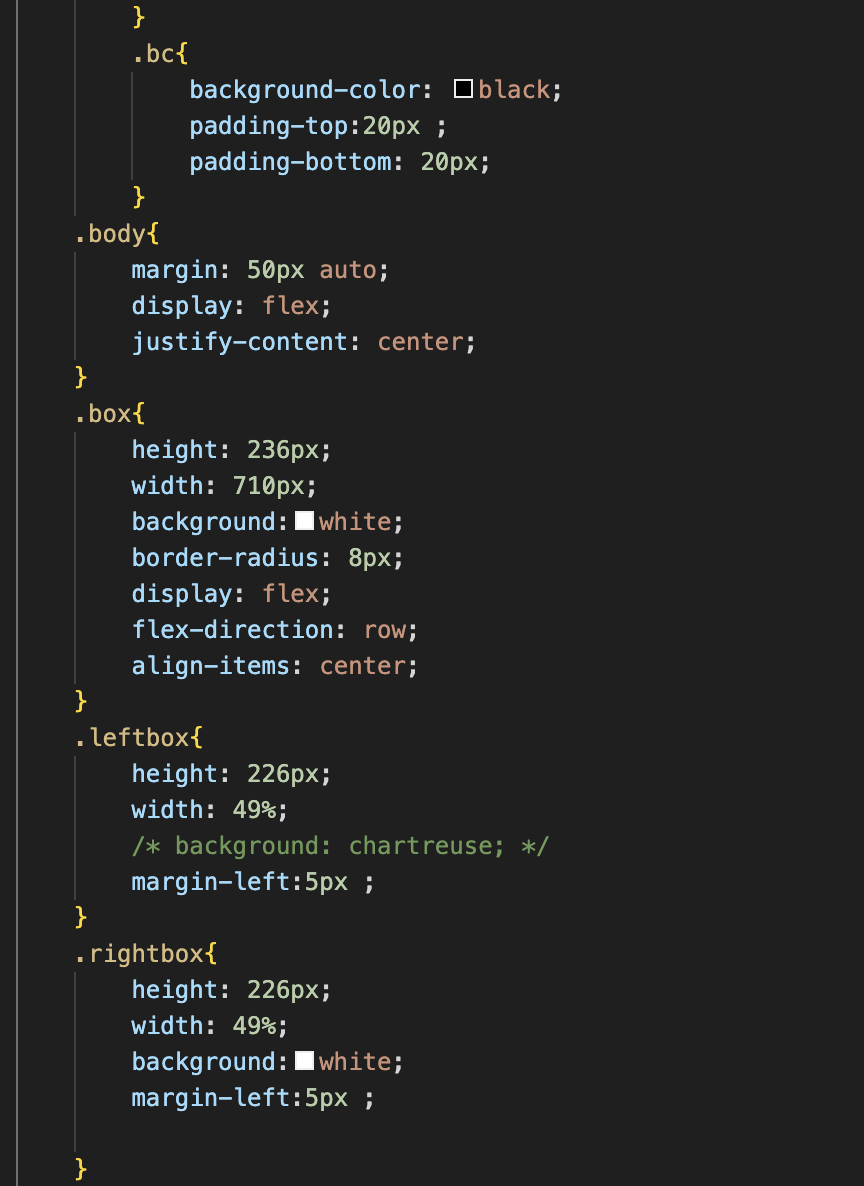 }
.bc{
background-color: black;
padding-top:20px ;
padding-bottom: 20px;
}
.body{
margin: 50px auto;
display: flex;
justify-content: center;
}
.box{
height: 236px;
width: 710px;
background: white;
border-radius: 8px;
display: flex;
flex-direction: row;
align-items: center;
}
.leftbox{
height: 226px;
width: 49%;
/* background: chartreuse; */
margin-left:5px ;
}
.rightbox{
height: 226px;
width: 49%;
background: white;
margin-left:5px ;
}